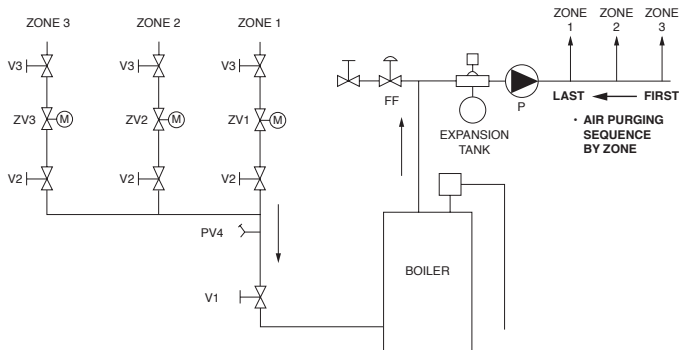 ZONE 3
ZONE 2
ZONE 1
V3
V3
V3
ZV3
M
ZV2
M
ZV1
M
V2
V2
V2
PV4
V1
FF
EXPANSION
TANK
P
BOILER
ZONE
1
ZONE
2
ZONE
3
LAST
FIRST
• AIR PURGING
SEQUENCE
BY ZONE